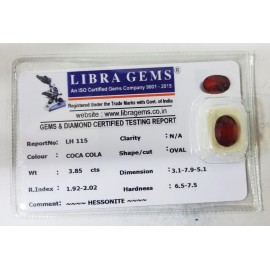 LIBRA GEMS®
An ISO Certified Gems Company 9001 - 2015
Registered Under the Trade Marks with Govt. of India
website : www.libragems.co.in
GEMS & DIAMOND CERTIFIED TESTING REPORT
ReportNo: LH 115 Clarity : N/A
Colour : COCA COLA Shape/cut : OVAL
Wt : 3.85 cts Dimension : 3.1-7.9-5.1
R.Index : 1.92-2.02 Hardness : 6.5-7.5
Comment : ~~~~ HESSONITE ~~~~